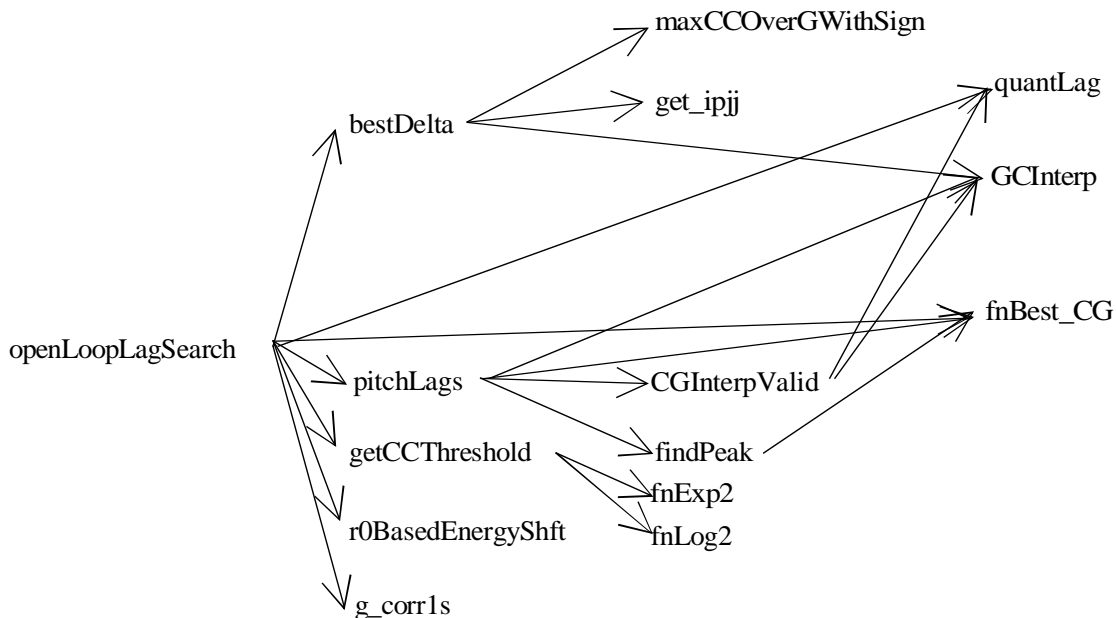 maxCCOverGWithSign
quantLag
get_ipjj
bestDelta
GCInterp
fnBest_CG
openLoopLagSearch
pitchLags
CGInterpValid
getCCThreshold
findPeak
fnExp2
r0BasedEnergyShft
fnLog2
g_corr1s